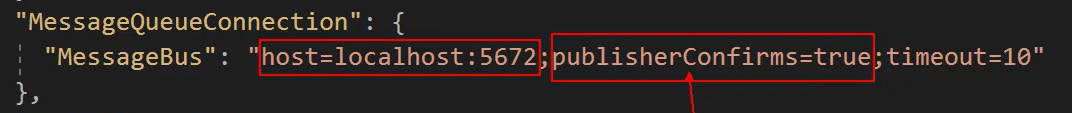 "MessageQueueConnection": {
"MessageBus": "host=localhost:5672;publisherConfirms=true;timeout=10"
},